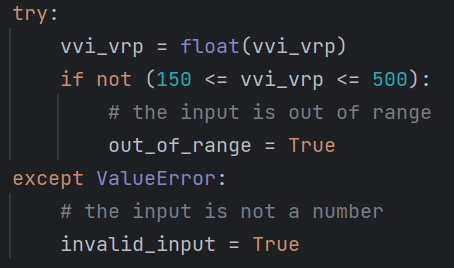 try:
    vvi_vrp = float(vvi_vrp)
    if not (150 <= vvi_vrp <= 500):
        # the input is out of range
        out_of_range = True
except ValueError:
    # the input is not a number
    invalid_input = True